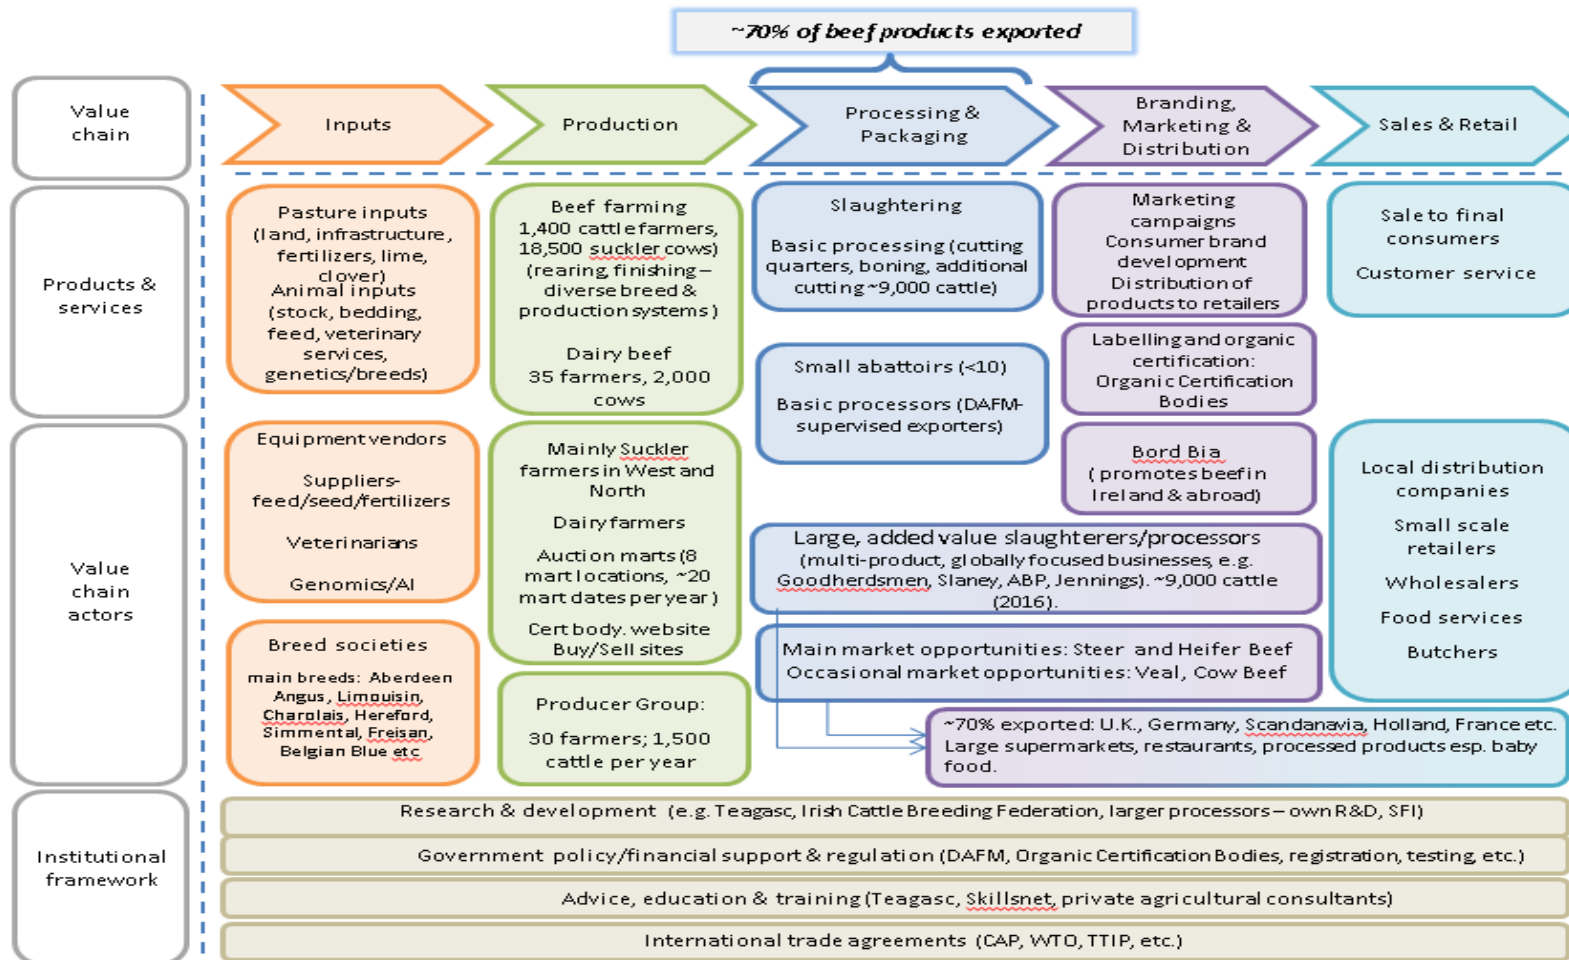 ~70% of beef products exported
Value
chain
Inputs
Production
Processing &
Packaging
Branding,
Marketing &
Distribution
Sales & Retail
Products &
services
Pasture inputs
(land, infrastructure,
fertilizers, lime,
clover)
Animal inputs
(stock, bedding,
feed, veterinary
services,
genetics/breeds)
Beef farming
1,400 cattle farmers,
18,500 suckler cows)
(rearing, finishing –
diverse breed &
production systems )
Dairy beef
35 farmers, 2,000
cows
Slaughtering
Basic processing (cutting
quarters, boning, additional
cutting ~9,000 cattle)
Small abattoirs (<10)
Basic processors (DAFM-
supervised exporters)
Marketing
campaigns
Consumer brand
development
Distribution of
products to retailers
Labelling and organic
certification:
Organic Certification
Bodies
Sale to final
consumers
Customer service
Value
chain
actors
Equipment vendors
Suppliers-
feed/seed/fertilizers
Veterinarians
Genomics/AI
Breed societies
main breeds: Aberdeen
Angus, Limouisin,
Charolais, Hereford,
Simmental, Freisan,
Belgian Blue etc
Mainly Suckler
farmers in West and
North
Dairy farmers
Auction marts (8
mart locations, ~20
mart dates per year )
Cert body. website
Buy/Sell sites
Producer Group:
30 farmers; 1,500
cattle per year
Bord Bia
( promotes beef in
Ireland & abroad)
Large, added value slaughterers/processors
(multi-product, globally focused businesses, e.g.
Goodherdsmen, Slaney, ABP, Jennings). ~9,000 cattle
(2016).
Main market opportunities: Steer and Heifer Beef
Occasional market opportunities: Veal, Cow Beef
Local distribution
companies
Small scale
retailers
Wholesalers
Food services
Butchers
~70% exported: U.K., Germany, Scandanavia, Holland, France etc.
Large supermarkets, restaurants, processed products esp. baby
food.
Institutional
framework
Research & development (e.g. Teagasc, Irish Cattle Breeding Federation, larger processors – own R&D, SFI)
Government policy/financial support & regulation (DAFM, Organic Certification Bodies, registration, testing, etc.)
Advice, education & training (Teagasc, Skillsnet, private agricultural consultants)
International trade agreements (CAP, WTO, TTIP, etc.)